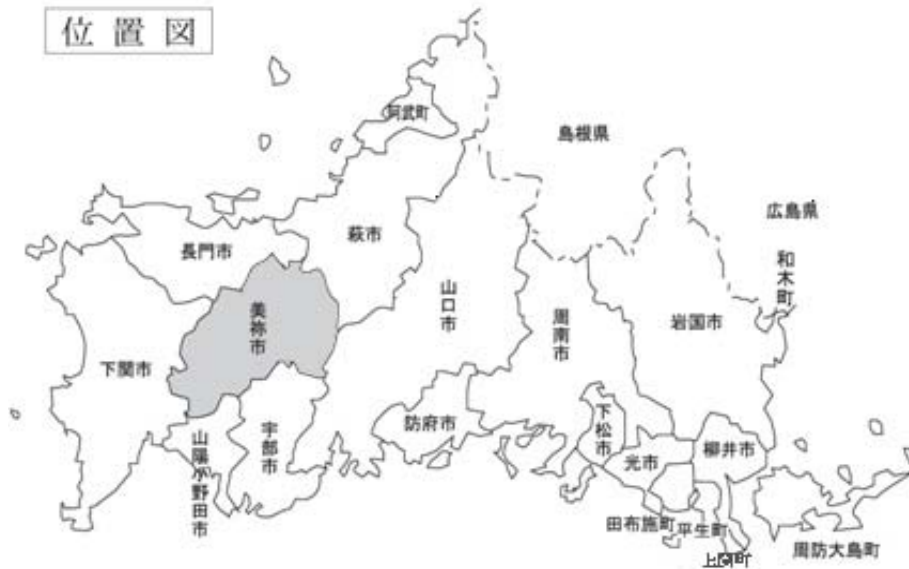 位置図
阿武町
島根県
広島県
和木町
萩市
長門市
山口市
美祢市
周南市
岩国市
下関市
防府市
下松市
宇部市
山陽小野田市
光市
柳井市
田布施町
平生町
周防大島町